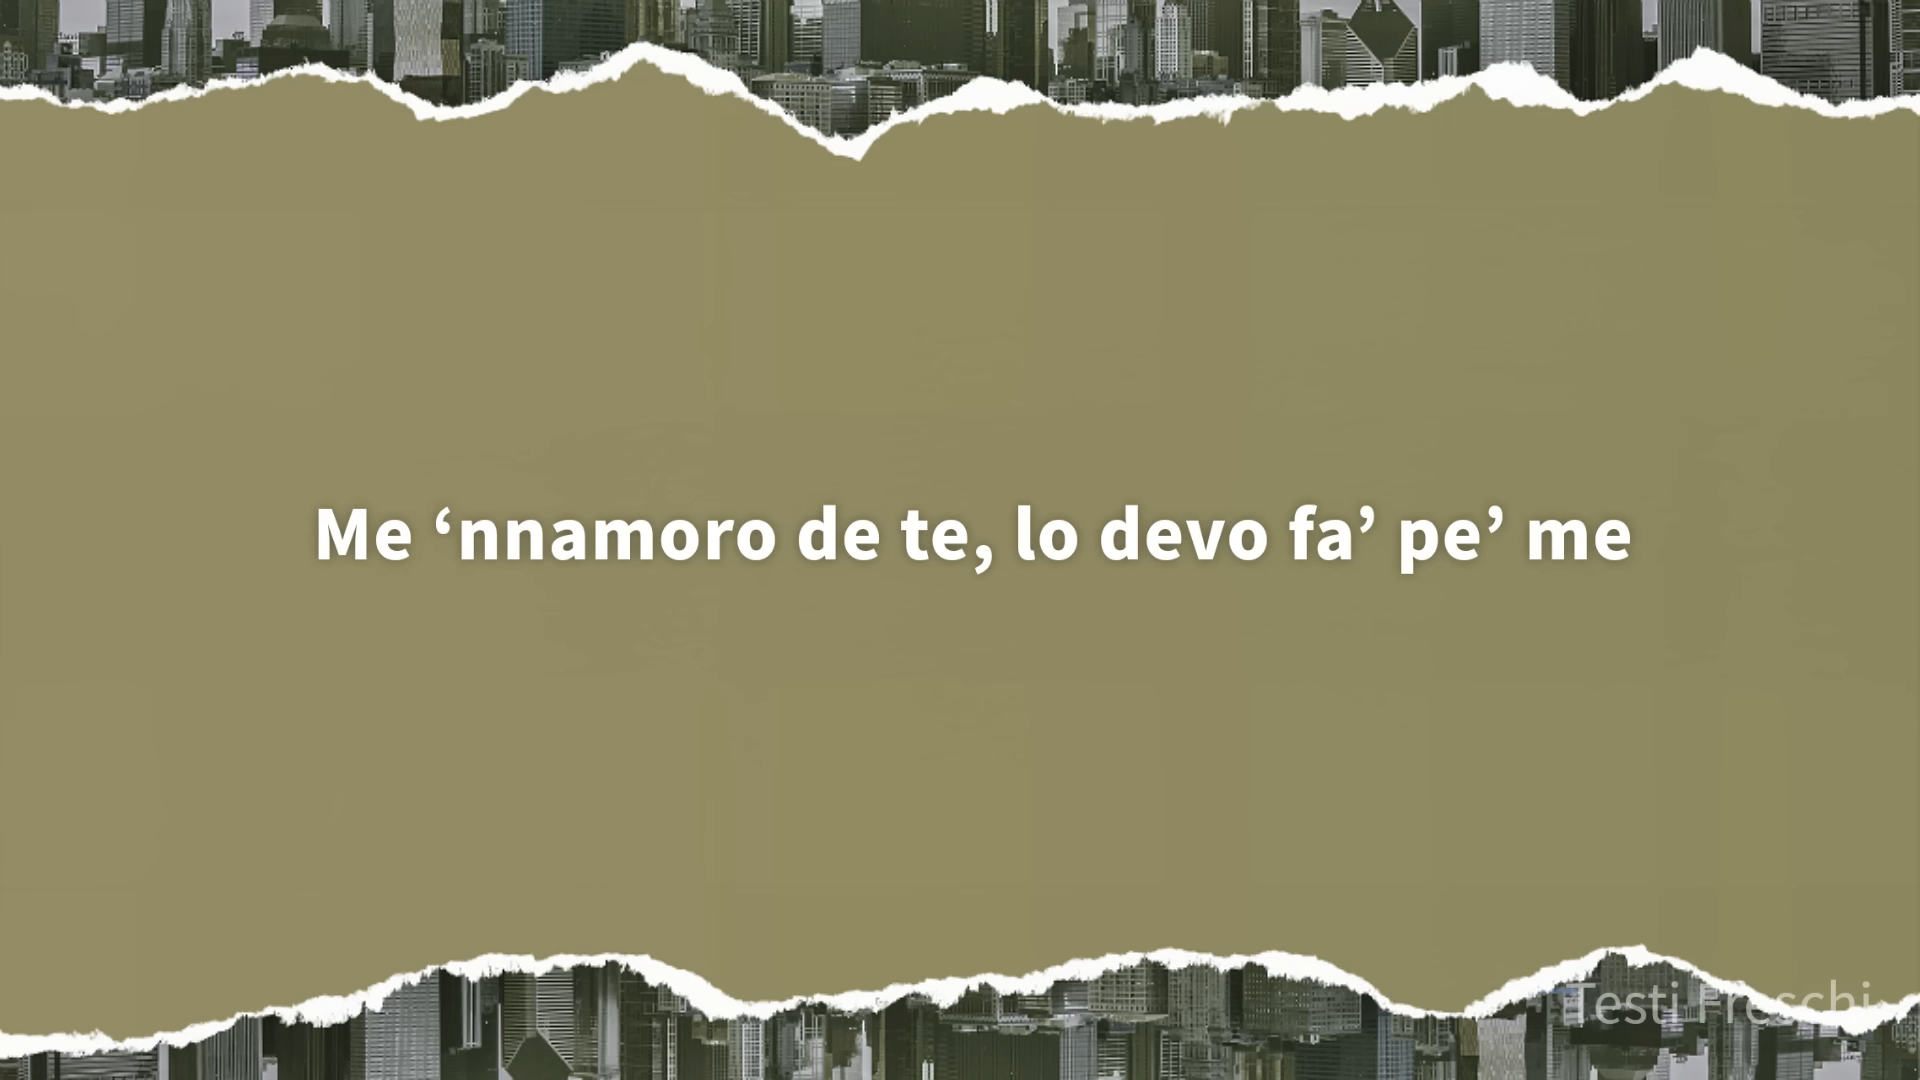 Me ‘nnamoro de te, lo devo fa’ pe’ me
Testi Freschi